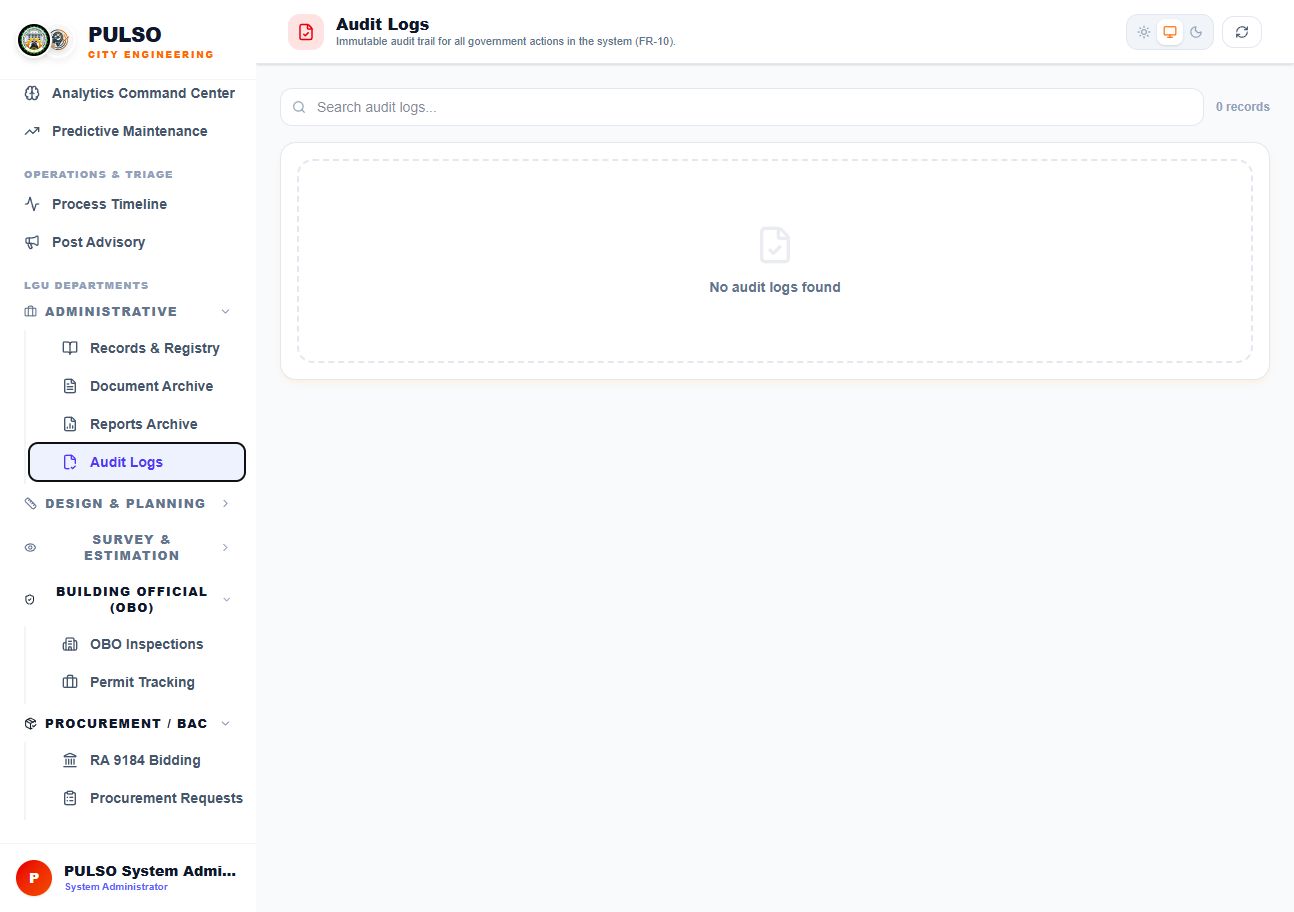 PULSO
CITY ENGINEERING
Analytics Command Center
Predictive Maintenance
OPERATIONS & TRIAGE
Process Timeline
Post Advisory
LGU DEPARTMENTS
ADMINISTRATIVE
Records & Registry
Document Archive
Reports Archive
Audit Logs
DESIGN & PLANNING
SURVEY &
ESTIMATION
BUILDING OFFICIAL
(OBO)
OBO Inspections
Permit Tracking
PROCUREMENT / BAC
RA 9184 Bidding
Procurement Requests
P
PULSO System Admi...
System Administrator
Audit Logs
Immutable audit trail for all government actions in the system (FR-10).
Search audit logs...
0 records
No audit logs found